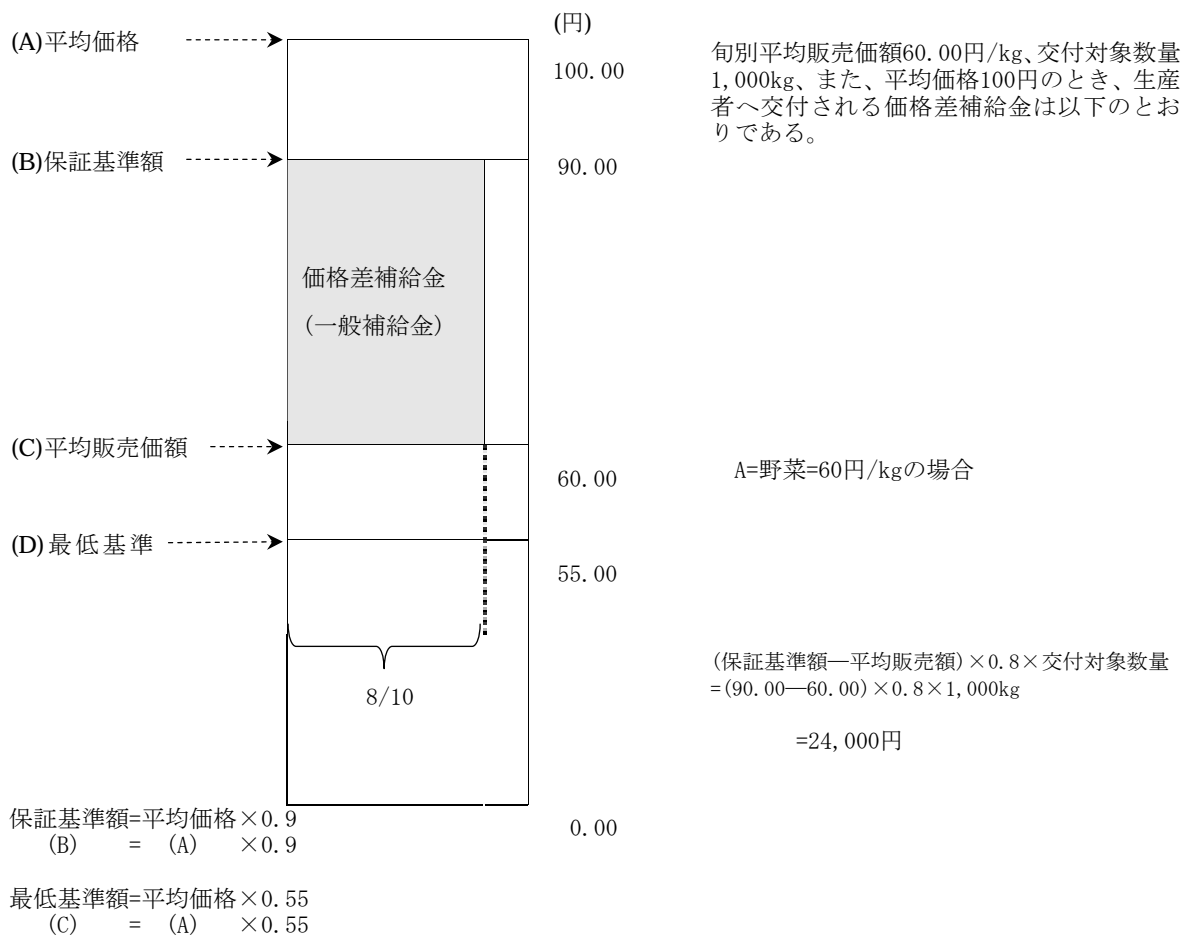 (円)
(A)平均価格
100.00
旬別平均販売価額60.00円/kg、交付対象数量
1,000kg、また、平均価格100円のとき、生産
者へ交付される価格差補給金は以下のとお
りである。
(B)保証基準額
90.00
価格差補給金
(一般補給金)
(C)平均販売価額
60.00
A=野菜=60円/kgの場合
(D)最低基準
55.00
8/10
(保証基準額―平均販売額)×0.8×交付対象数量
=(90.00―60.00)×0.8×1,000kg
=24,000円
0.00
保証基準額=平均価格×0.9
(B) = (A) ×0.9
最低基準額=平均価格×0.55
(C) = (A) ×0.55